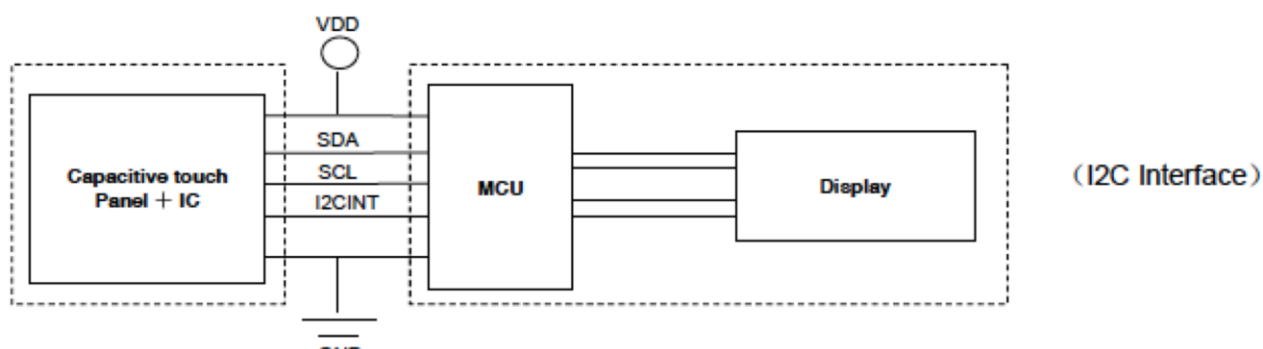 VDD
SDA
SCL
I2CINT
Capacitive touch
Panel + IC
MCU
Display
（I2C Interface）